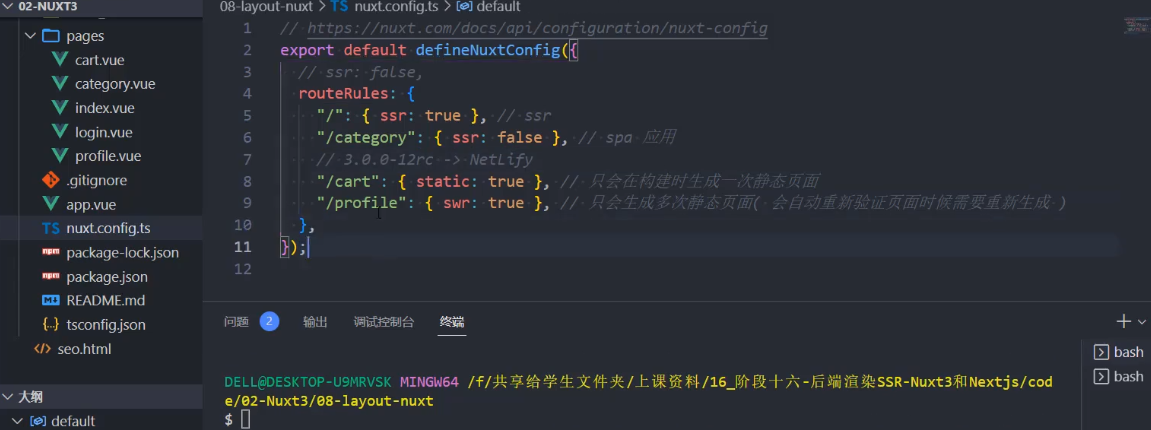 02-NUXT3
pages
cart.vue
category.vue
index.vue
login.vue
profile.vue
.gitignore
app.vue
TS nuxt.config.ts
npm package-lock.json
npm package.json
README.md
{..} tsconfig.json
</> seo.html
大纲
default
08-layout-nuxt > TS nuxt.config.ts > default
1 // https://nuxt.com/docs/api/configuration/nuxt-config
2 export default defineNuxtConfig({
3 // ssr: false,
4 routeRules: {
5 "/": { ssr: true }, // ssr
6 "/category": { ssr: false }, // spa 应用
7 // 3.0.0-12rc -> NetLify
8 "/cart": { static: true }, // 只会在构建时生成一次静态页面
9 "/profile": { swr: true }, // 只会生成多次静态页面( 会自动重新验证页面时候需要重新生成 )
10 },
11 });
12
问题 2 输出 调试控制台 终端
DELL@DESKTOP-U9MRVSK MINGW64 /f/共享给学生文件夹/上课资料/16_阶段十六-后端渲染SSR-Nuxt3和Nextjs/cod
e/02-Nuxt3/08-layout-nuxt
$
bash
bash